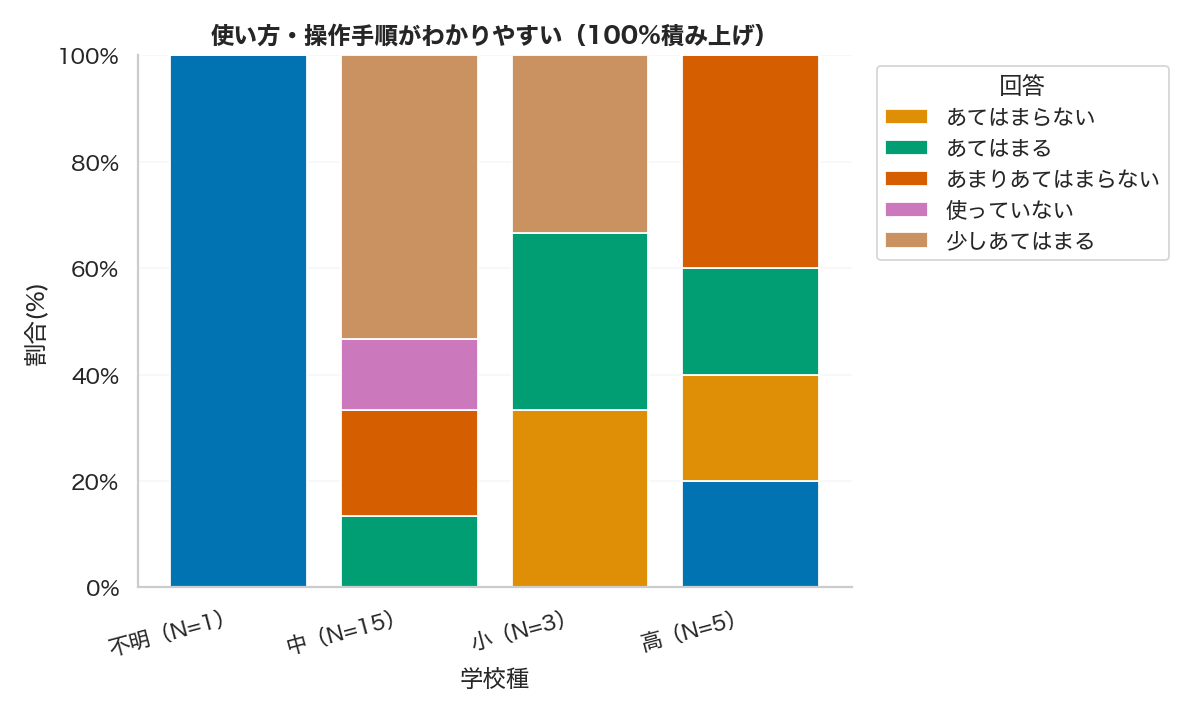 使い方・操作手順がわかりやすい（100%積み上げ）
100%
80%
60%
40%
20%
0%
割合(%)
不明（N=1）
中（N=15）
小（N=3）
高（N=5）
学校種
回答
あてはまらない
あてはまる
あまりあてはまらない
使っていない
少しあてはまる